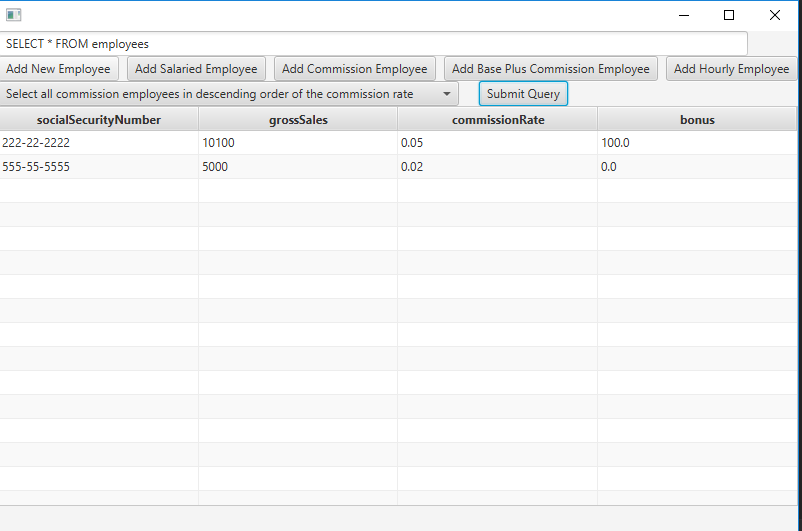 SELECT * FROM employees
Add New Employee Add Salaried Employee Add Commission Employee Add Base Plus Commission Employee Add Hourly Employee
Select all commission employees in descending order of the commission rate Submit Query
socialSecurityNumber grossSales commissionRate bonus
222-22-2222 10100 0.05 100.0
555-55-5555 5000 0.02 0.0